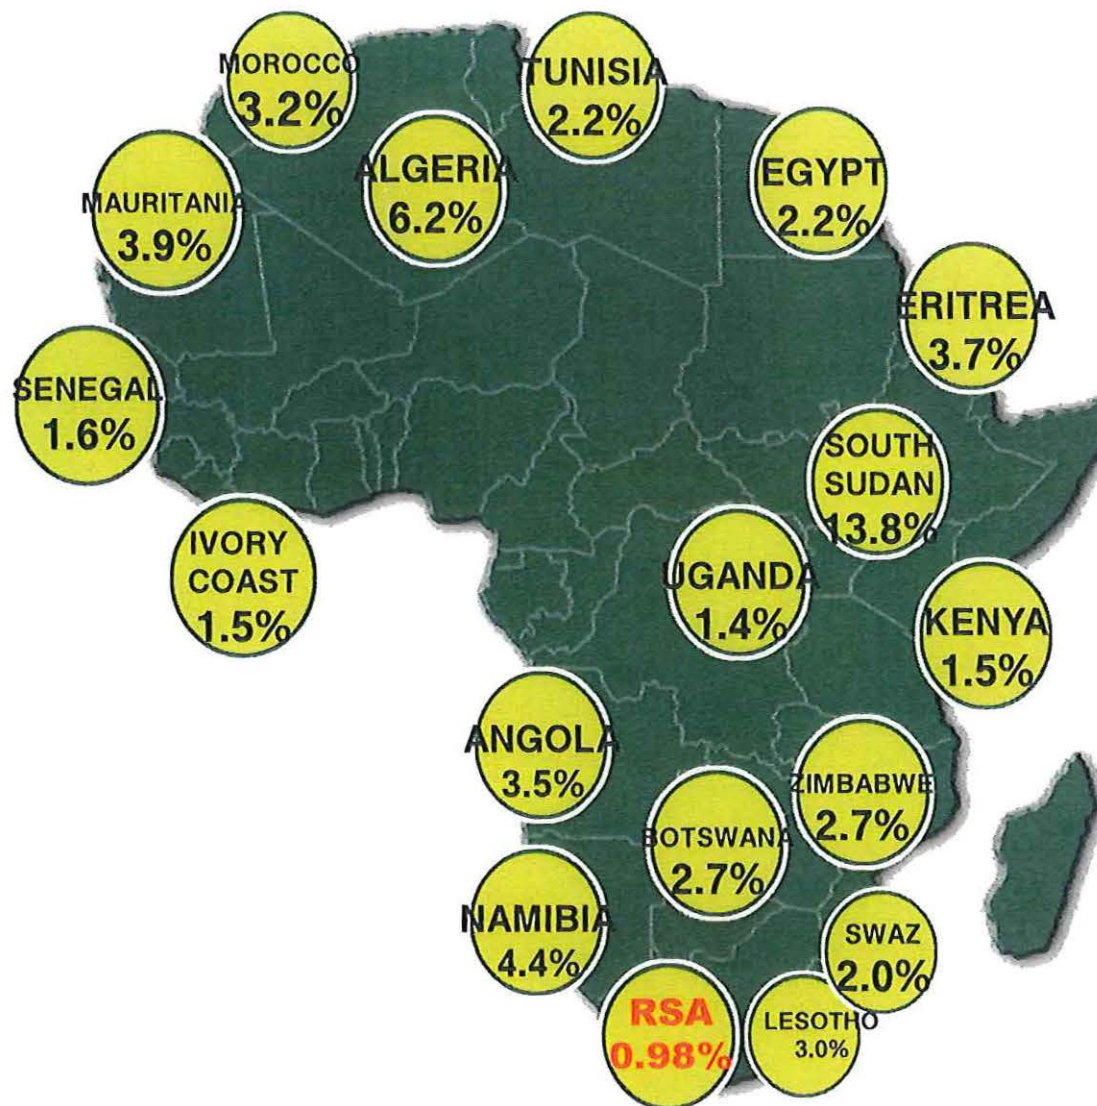 MOROCCO
3.2%
TUNISIA
2.2%
ALGERIA
6.2%
EGYPT
2.2%
MAURITANIA
3.9%
ERITREA
3.7%
SENEGAL
1.6%
SOUTH
SUDAN
13.8%
IVORY
COAST
1.5%
UGANDA
1.4%
KENYA
1.5%
ANGOLA
3.5%
ZIMBABWE
2.7%
BOTSWANA
2.7%
NAMIBIA
4.4%
SWAZ
2.0%
RSA
0.98%
LESOTHO
3.0%